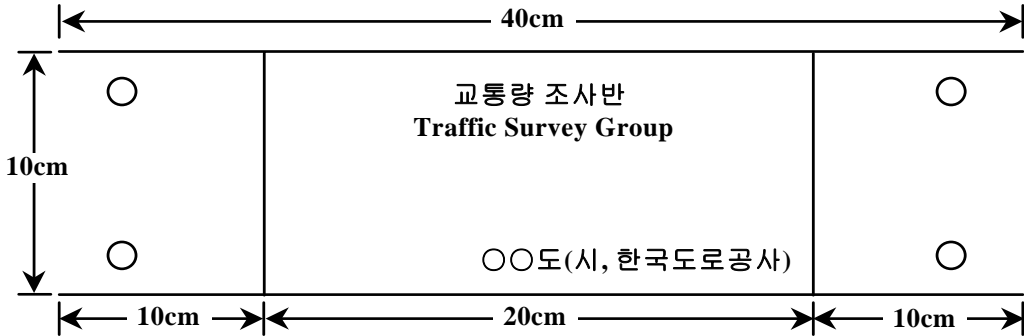 40cm
교통량 조사반
Traffic Survey Group
10cm
○○도(시, 한국도로공사)
10cm
20cm
10cm